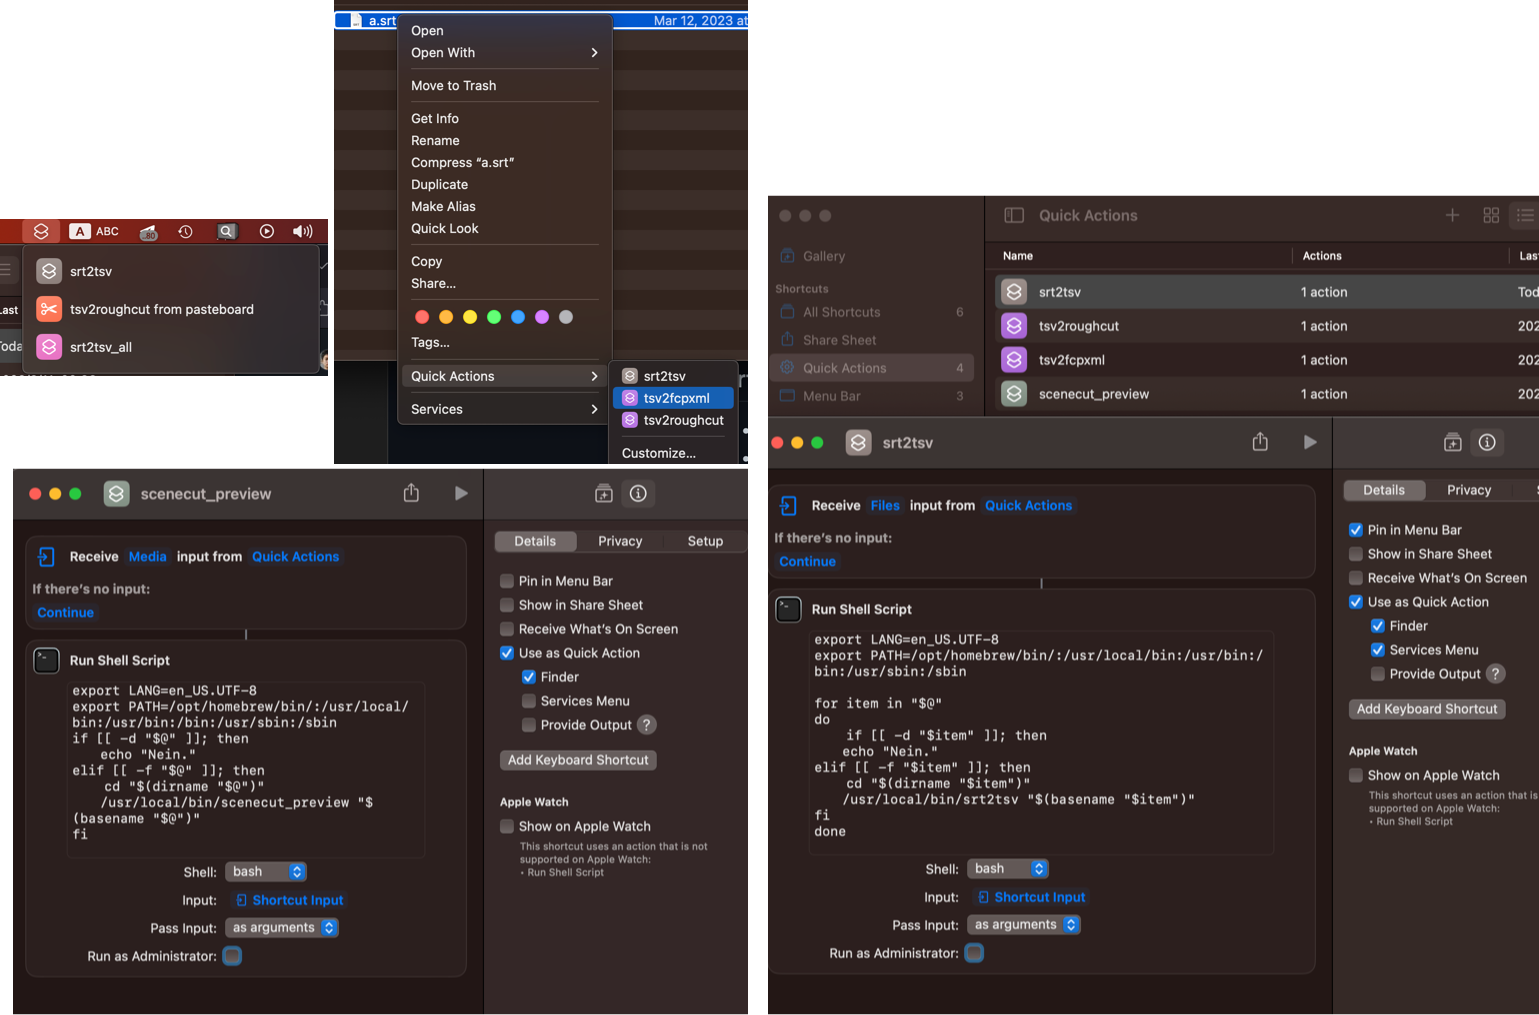 a.srt
Mar 12, 2023 at
Open
Open With
Move to Trash
Get Info
Rename
Compress “a.srt”
Duplicate
Make Alias
Quick Look
Copy
Share...
Tags...
Quick Actions
Services
srt2tsv
tsv2fcpxml
tsv2roughcut
Customize...
A ABC
80
srt2tsv
tsv2roughcut from pasteboard
srt2tsv_all
Last
Toda
Quick Actions
Gallery
Shortcuts
All Shortcuts 6
Share Sheet
Quick Actions 4
Menu Bar 3
Name Actions Las
srt2tsv 1 action Tod
tsv2roughcut 1 action 202
tsv2fcpxml 1 action 202
scenecut_preview 1 action 202
scenecut_preview
Receive Media input from Quick Actions
If there’s no input:
Continue
Run Shell Script
export LANG=en_US.UTF-8
export PATH=/opt/homebrew/bin/:/usr/local/
bin:/usr/bin:/bin:/usr/sbin:/sbin
if [[ -d "$@" ]]; then
echo "Nein."
elif [[ -f "$@" ]]; then
cd "$(dirname "$@")"
/usr/local/bin/scenecut_preview "$
(basename "$@")"
fi
Shell: bash
Input: Shortcut Input
Pass Input: as arguments
Run as Administrator:
Details Privacy Setup
Pin in Menu Bar
Show in Share Sheet
Receive What's On Screen
Use as Quick Action
Finder
Services Menu
Provide Output ?
Add Keyboard Shortcut
Apple Watch
Show on Apple Watch
This shortcut uses an action that is not
supported on Apple Watch:
• Run Shell Script
srt2tsv
Receive Files input from Quick Actions
If there’s no input:
Continue
Run Shell Script
export LANG=en_US.UTF-8
export PATH=/opt/homebrew/bin/:/usr/local/bin:/usr/bin:/
bin:/usr/sbin:/sbin
for item in "$@"
do
if [[ -d "$item" ]]; then
echo "Nein."
elif [[ -f "$item" ]]; then
cd "$(dirname "$item")"
/usr/local/bin/srt2tsv "$(basename "$item")"
fi
done
Shell: bash
Input: Shortcut Input
Pass Input: as arguments
Run as Administrator:
Details Privacy S
Pin in Menu Bar
Show in Share Sheet
Receive What's On Screen
Use as Quick Action
Finder
Services Menu
Provide Output ?
Add Keyboard Shortcut
Apple Watch
Show on Apple Watch
This shortcut uses an action that is
supported on Apple Watch:
• Run Shell Script